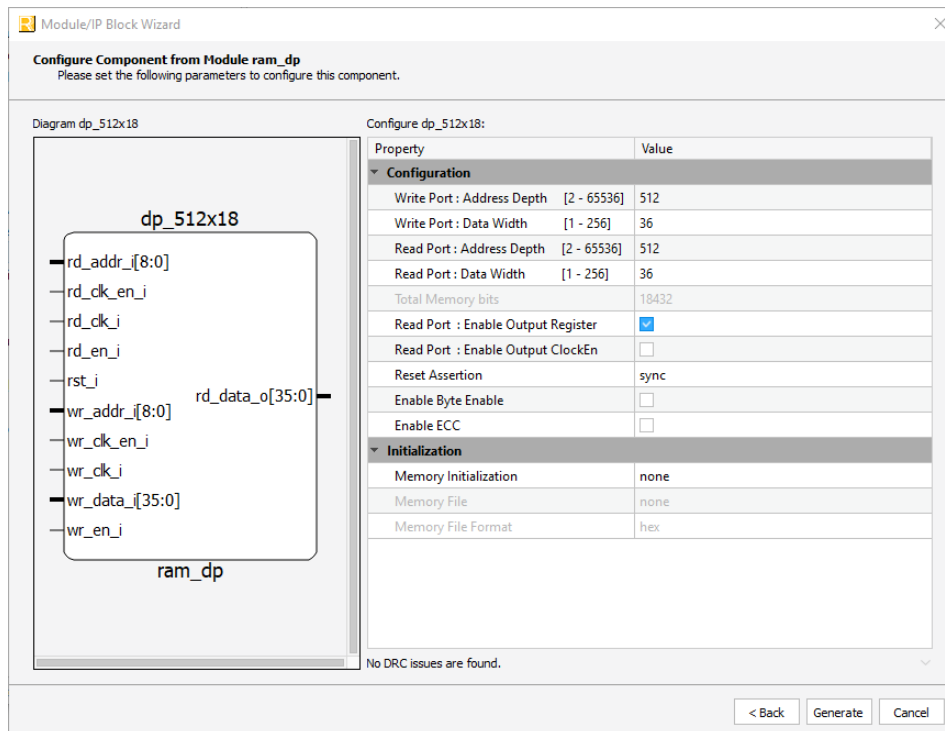 Module/IP Block Wizard
Configure Component from Module ram_dp
Please set the following parameters to configure this component.
Diagram dp_512x18
dp_512x18
rd_addr_i[8:0]
rd_clk_en_i
rd_clk_i
rd_en_i
rst_i
rd_data_o[35:0]
wr_addr_i[8:0]
wr_clk_en_i
wr_clk_i
wr_data_i[35:0]
wr_en_i
ram_dp
Configure dp_512x18:
Property Value
Configuration
Write Port : Address Depth [2 - 65536] 512
Write Port : Data Width [1 - 256] 36
Read Port : Address Depth [2 - 65536] 512
Read Port : Data Width [1 - 256] 36
Total Memory bits 18432
Read Port : Enable Output Register
Read Port : Enable Output ClockEn
Reset Assertion sync
Enable Byte Enable
Enable ECC
Initialization
Memory Initialization none
Memory File none
Memory File Format hex
No DRC issues are found.
< Back Generate Cancel